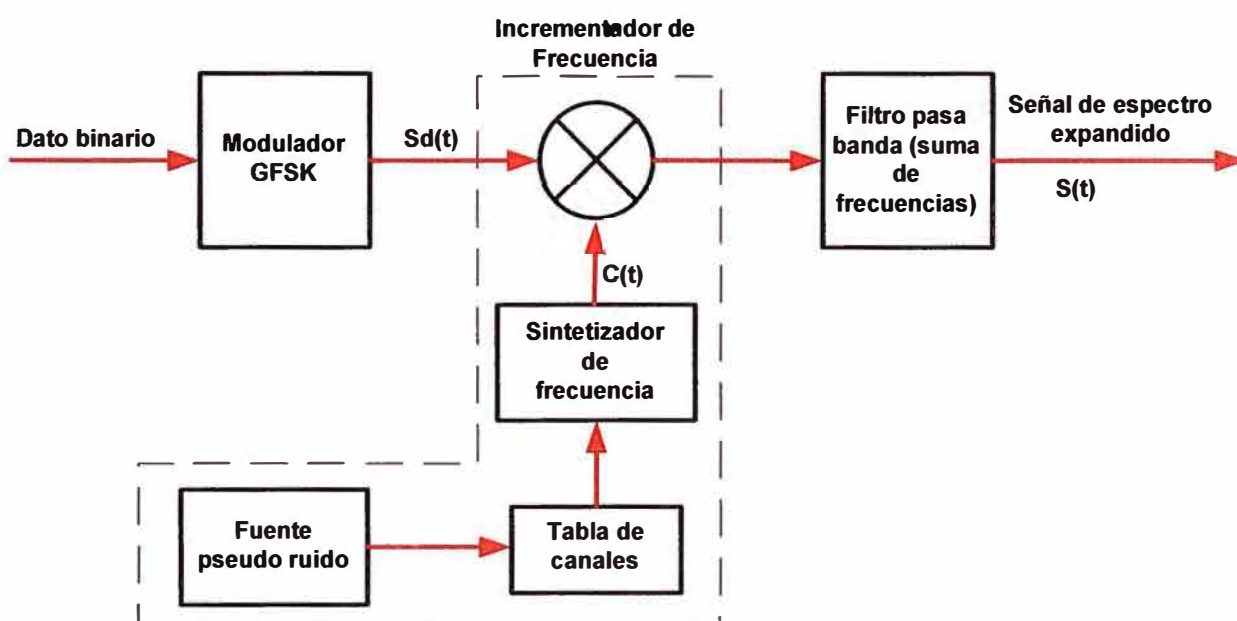 Incrementador de
Frecuencia
Dato binario
Modulador
GFSK
Sd(t)
Filtro pasa
banda (suma
de
frecuencias)
Señal de espectro
expandido
S(t)
C(t)
Sintetizador
de
frecuencia
Fuente
pseudo ruido
Tabla de
canales